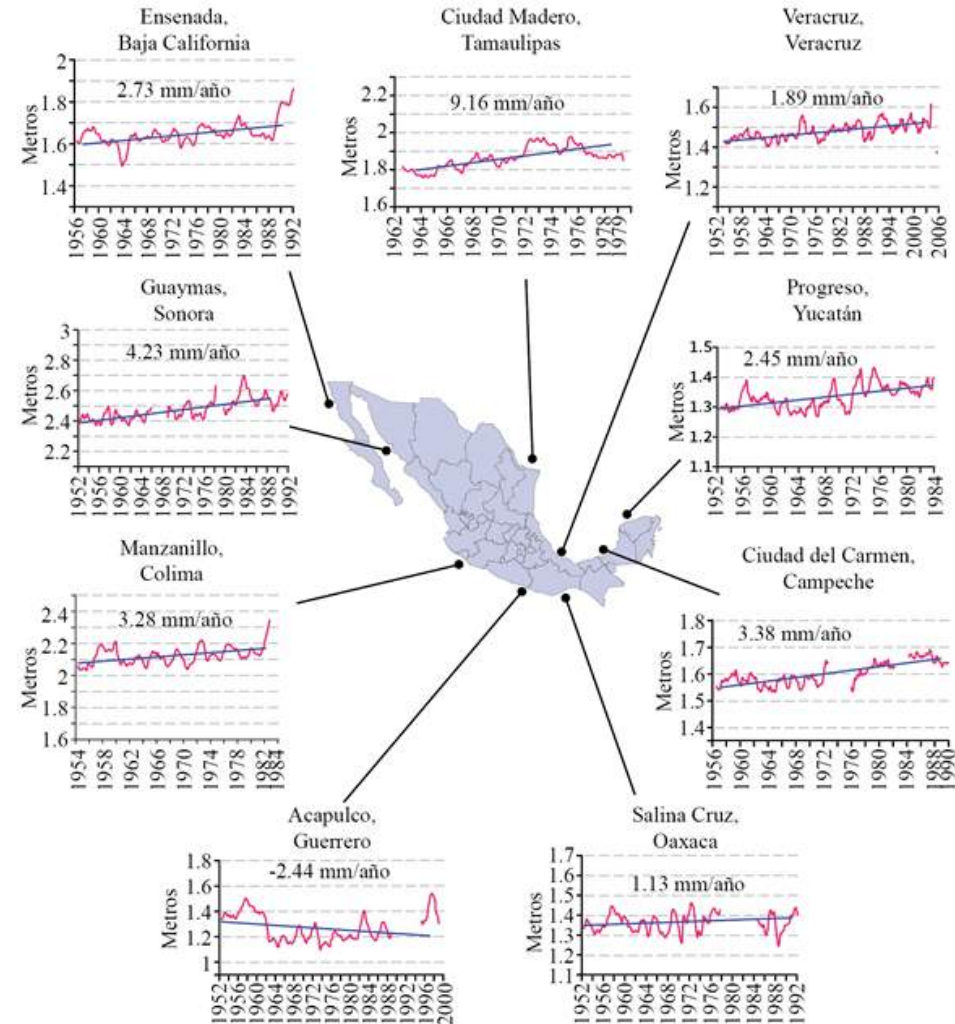 Ensenada,
Baja California
2.73 mm/año
Metros
2
1.8
1.6
1.4
1956 1960 1964 1968 1972 1976 1980 1984 1988 1992
Ciudad Madero,
Tamaulipas
9.16 mm/año
Metros
2.2
2
1.8
1.6
1962 1964 1966 1968 1970 1972 1974 1976 1978 1979
Veracruz,
Veracruz
1.89 mm/año
Metros
1.6
1.4
1.2
1952 1958 1964 1970 1976 1982 1988 1994 2000 2006
Guaymas,
Sonora
4.23 mm/año
Metros
3
2.8
2.6
2.4
2.2
1952 1956 1960 1964 1968 1972 1976 1980 1984 1988 1992
Progreso,
Yucatán
2.45 mm/año
Metros
1.5
1.4
1.3
1.2
1.1
1952 1956 1960 1964 1968 1972 1976 1980 1984
Manzanillo,
Colima
3.28 mm/año
Metros
2.4
2.2
2.1
2
1.8
1.6
1954 1958 1962 1966 1970 1974 1978 1982 1984
Ciudad del Carmen,
Campeche
3.38 mm/año
Metros
1.8
1.7
1.6
1.5
1.4
1956 1960 1964 1968 1972 1976 1980 1984 1988 1990
Acapulco,
Guerrero
-2.44 mm/año
Metros
1.8
1.6
1.4
1.2
1
1952 1956 1960 1964 1968 1972 1976 1980 1984 1988 1992 1996 2000
Salina Cruz,
Oaxaca
1.13 mm/año
Metros
1.7
1.6
1.5
1.4
1.3
1.2
1.1
1952 1956 1960 1964 1968 1972 1976 1980 1984 1988 1992